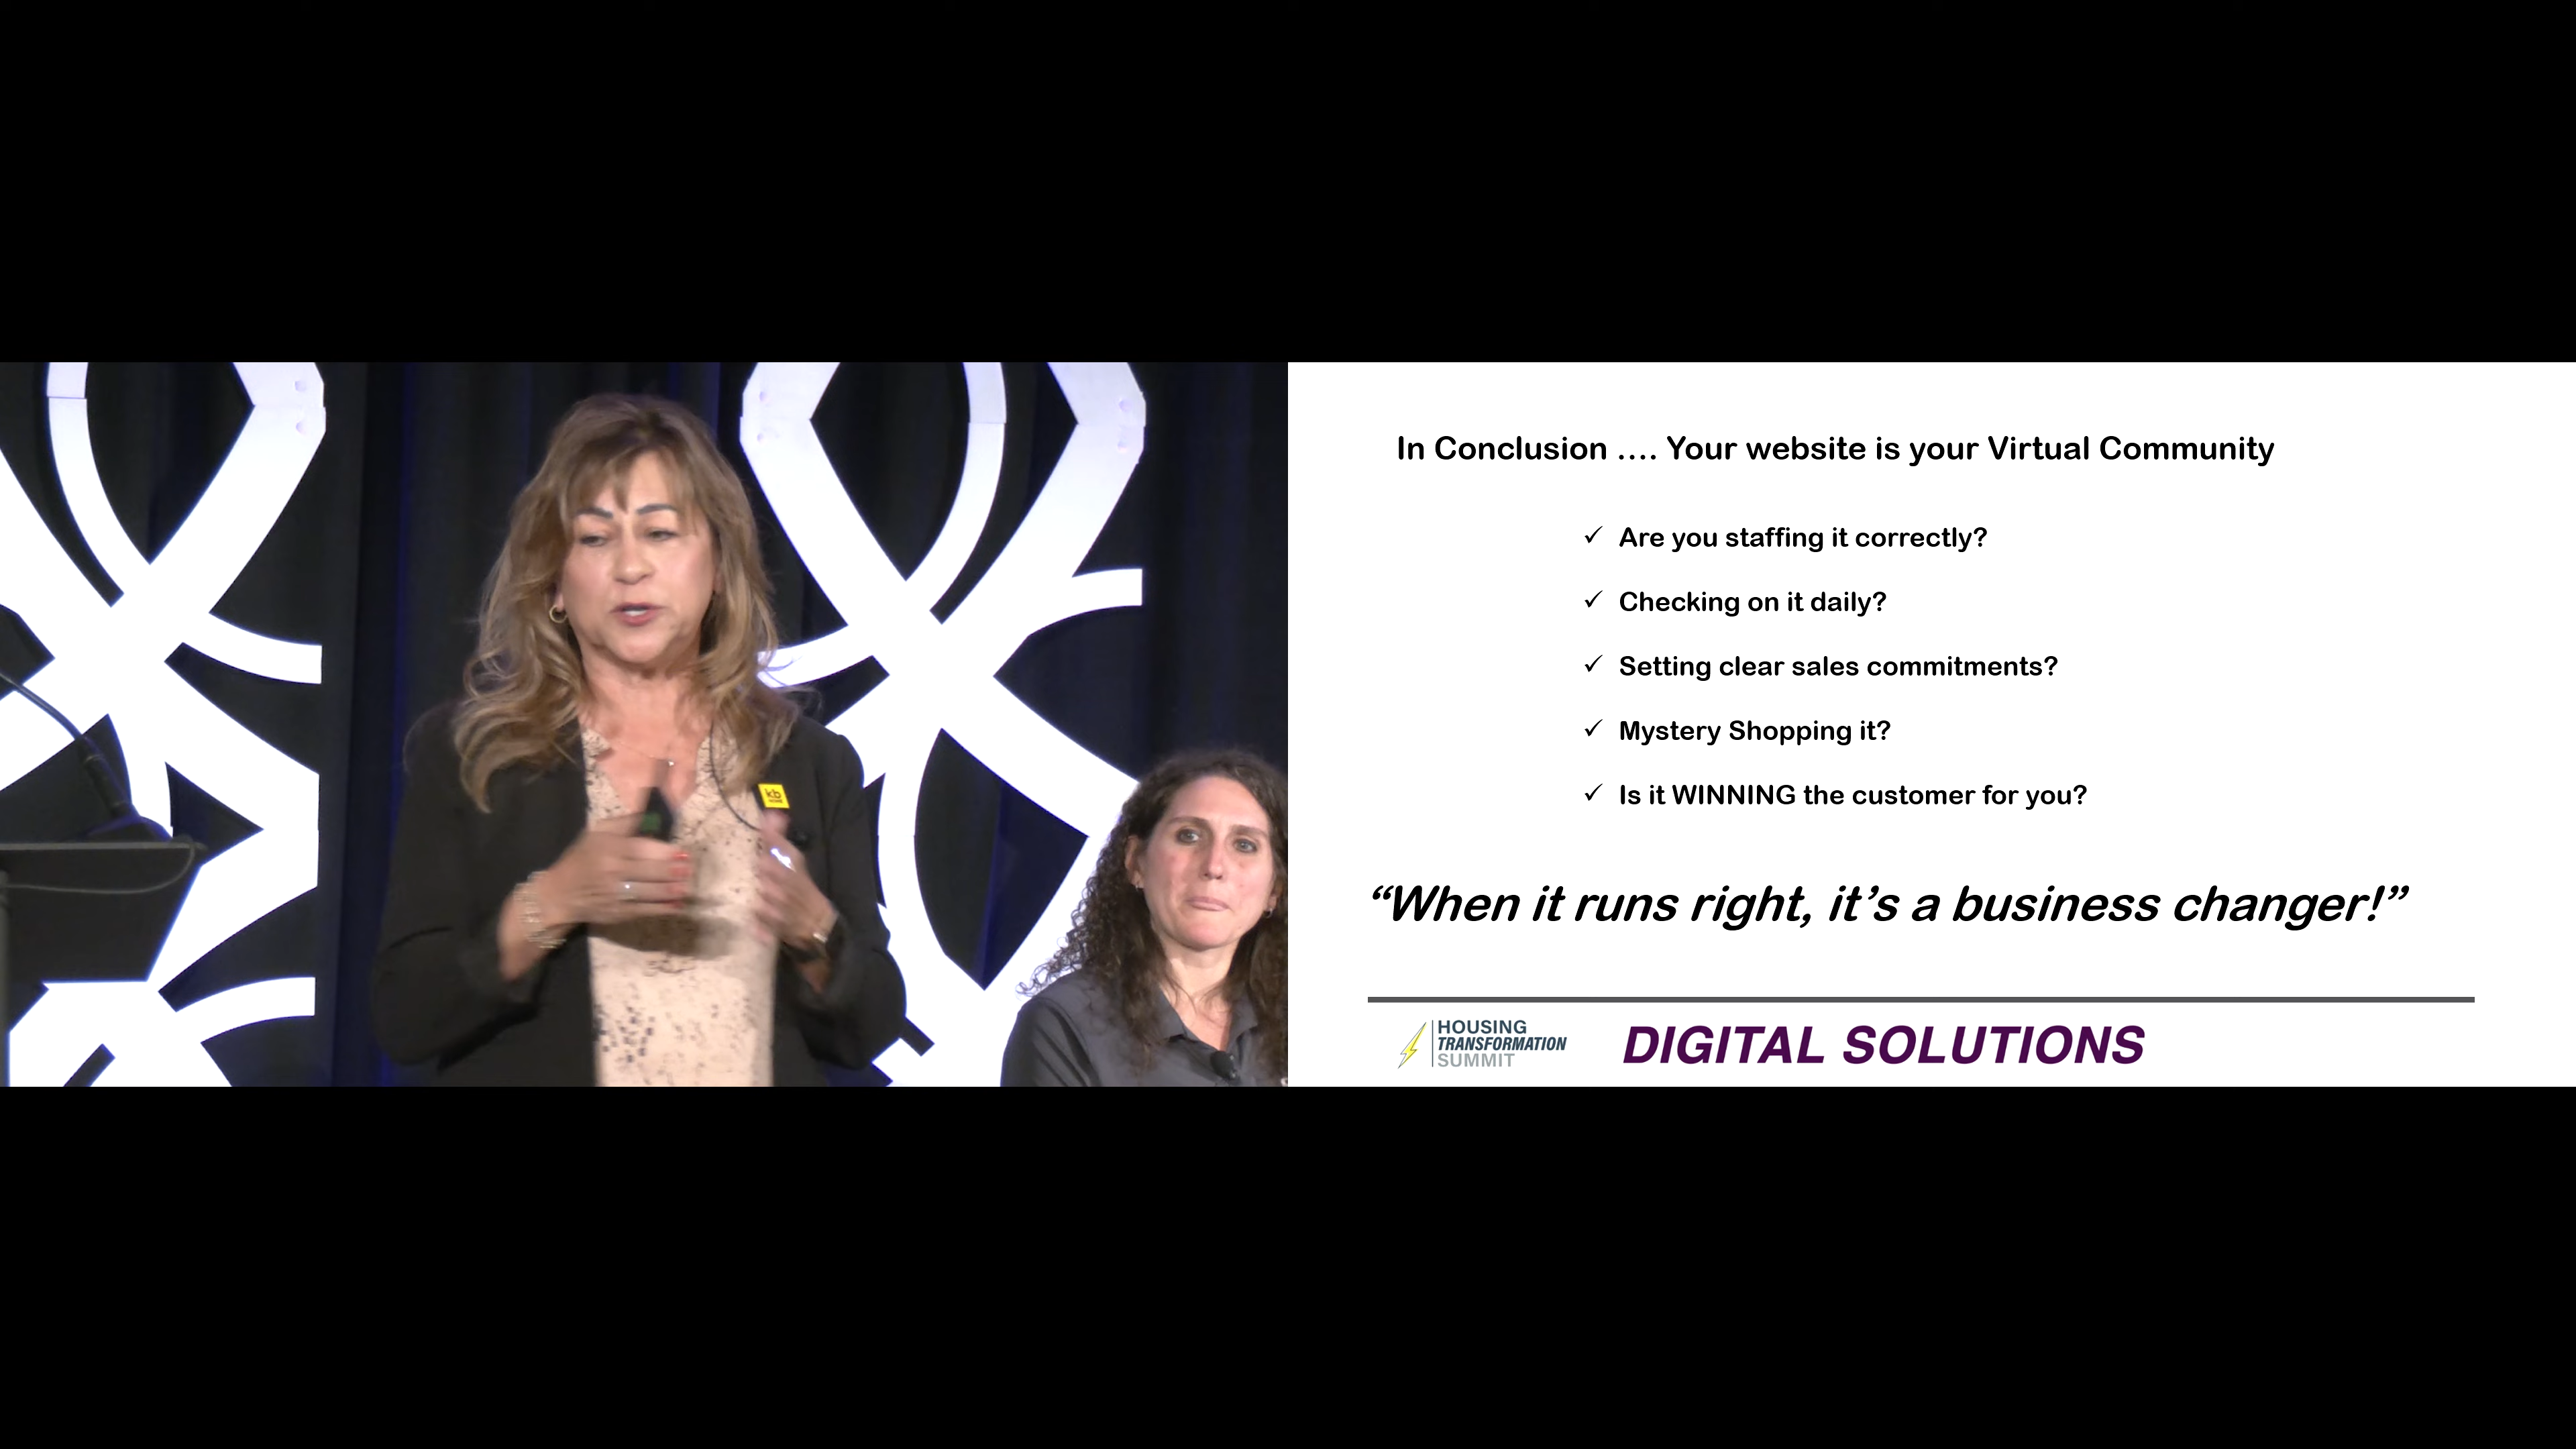 kb
In Conclusion .... Your website is your Virtual Community
✓ Are you staffing it correctly?
✓ Checking on it daily?
✓ Setting clear sales commitments?
✓ Mystery Shopping it?
✓ Is it WINNING the customer for you?
“When it runs right, it’s a business changer!”
HOUSING
TRANSFORMATION
SUMMIT
DIGITAL SOLUTIONS